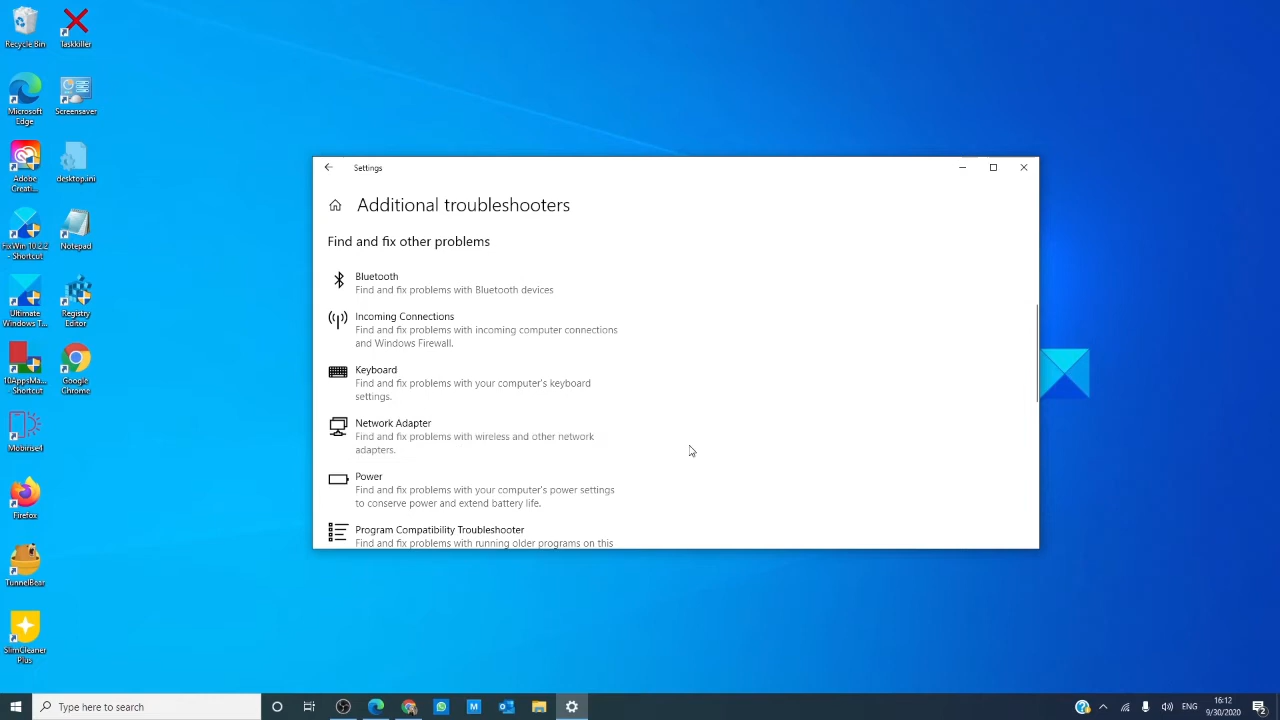 Recycle Bin
Taskkiller
Microsoft
Edge
Screensaver
Adobe
Creati...
desktop.ini
FixWin 10.2.2
- Shortcut
Notepad
Ultimate
Windows T...
Registry
Editor
10AppsMa...
- Shortcut
Google
Chrome
Mobirise4
Firefox
TunnelBear
SlimCleaner
Plus
Settings
Additional troubleshooters
Find and fix other problems
Bluetooth
Find and fix problems with Bluetooth devices
Incoming Connections
Find and fix problems with incoming computer connections
and Windows Firewall.
Keyboard
Find and fix problems with your computer's keyboard
settings.
Network Adapter
Find and fix problems with wireless and other network
adapters.
Power
Find and fix problems with your computer's power settings
to conserve power and extend battery life.
Program Compatibility Troubleshooter
Find and fix problems with running older programs on this
Type here to search
M
ENG
16:12
9/30/2020
2